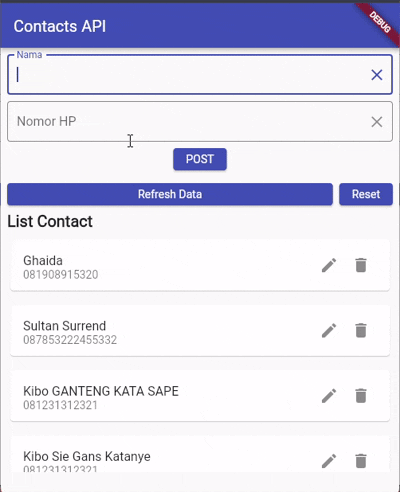 Contacts API
DEBUG
Nama
Nomor HP
POST
Refresh Data
Reset
List Contact
Ghaida
081908915320
Sultan Surrend
087853222455332
Kibo GANTENG KATA SAPE
081231312321
Kibo Sie Gans Katanye
081231312321